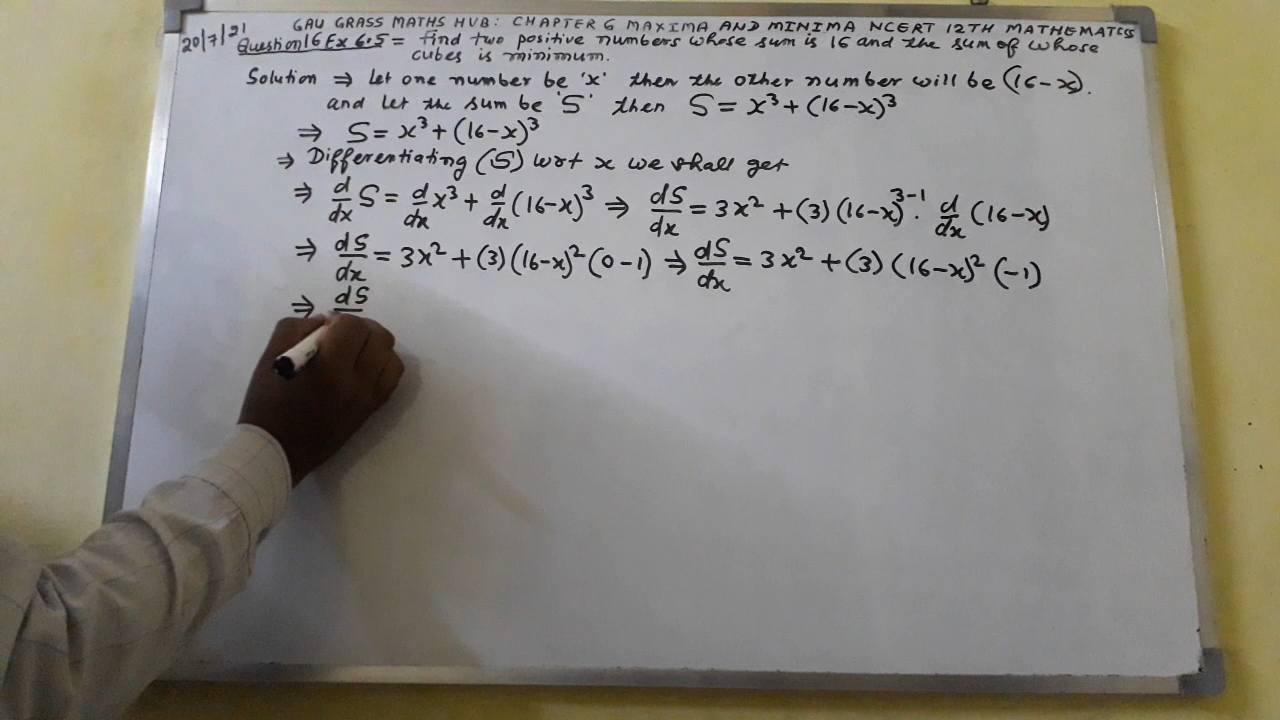 GAU GRASS MATHS HUB: CHAPTER 6 MAXIMA AND MINIMA NCERT 12TH MATHEMATICS
20/7/21 Question 16 Ex 6.5 = find two positive numbers whose sum is 16 and the sum of whose
cubes is minimum.
Solution ⇒ Let one number be 'x' then the other number will be (16-x).
and let the sum be 'S' then S = x³ + (16-x)³
⇒ S = x³ + (16-x)³
⇒ Differentiating (S) wrt x we shall get
⇒ d/dx S = d/dx x³ + d/dx (16-x)³ ⇒ dS/dx = 3x² + (3) (16-x)³⁻¹ · d/dx (16-x)
⇒ dS/dx = 3x² + (3) (16-x)² (0-1) ⇒ dS/dx = 3x² + (3) (16-x)² (-1)
⇒ dS